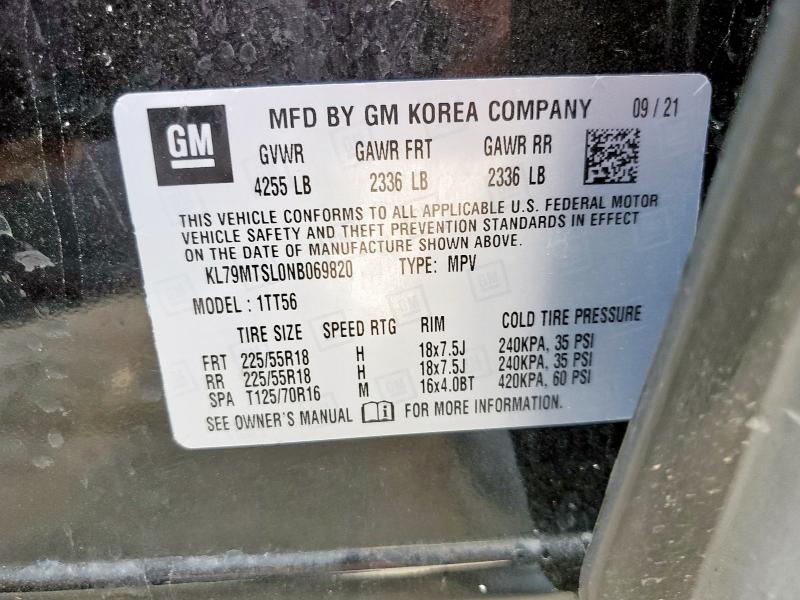 GM
MFD BY GM KOREA COMPANY 09 / 21
GVWR GAWR FRT GAWR RR
4255 LB 2336 LB 2336 LB
THIS VEHICLE CONFORMS TO ALL APPLICABLE U.S. FEDERAL MOTOR
VEHICLE SAFETY AND THEFT PREVENTION STANDARDS IN EFFECT
ON THE DATE OF MANUFACTURE SHOWN ABOVE.
KL79MTSL0NB069820 TYPE: MPV
MODEL : 1TT56
TIRE SIZE SPEED RTG RIM COLD TIRE PRESSURE
FRT 225/55R18 H 18x7.5J 240KPA, 35 PSI
RR 225/55R18 H 18x7.5J 240KPA, 35 PSI
SPA T125/70R16 M 16x4.0BT 420KPA, 60 PSI
SEE OWNER'S MANUAL FOR MORE INFORMATION.